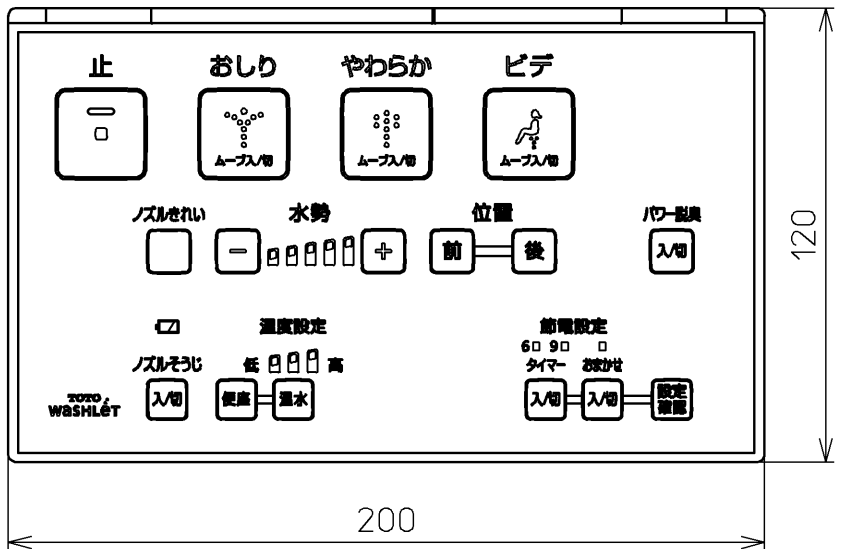 止 おしり やわらか ビデ
ムーブ入/切 ムーブ入/切 ムーブ入/切
ノズルきれい 水勢 位置 パワー脱臭
− + 前 後 入/切
温度設定 節電設定
6 9
ノズルそうじ 低 高 タイマー おまかせ
入/切 便座 温水 入/切 入/切 設定
確認
TOTO
WASHLET
120
200